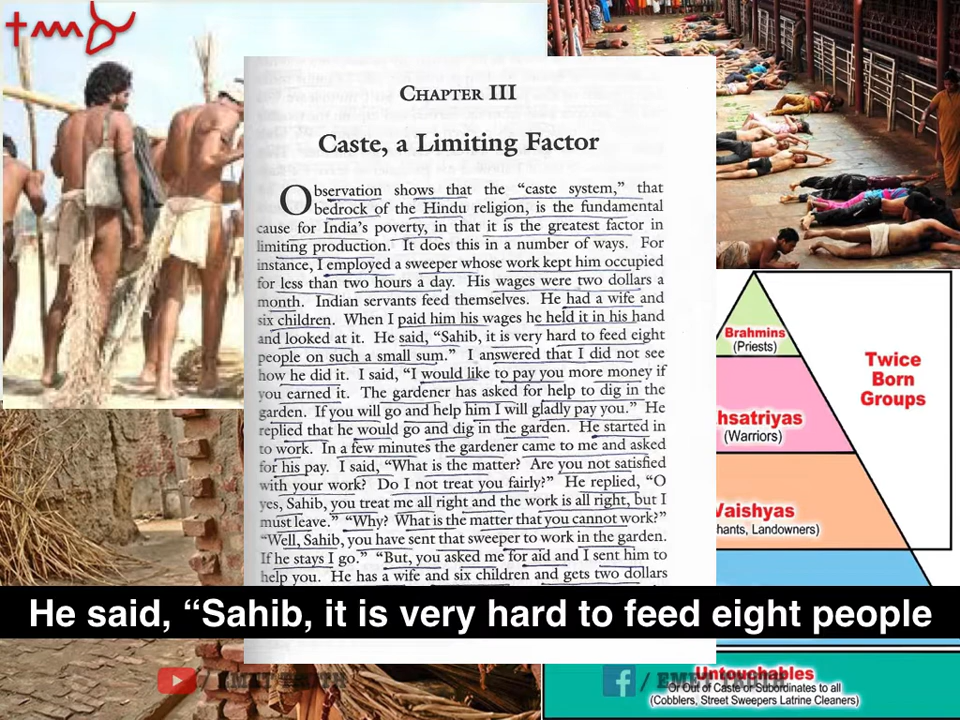 CHAPTER III
Caste, a Limiting Factor
Observation shows that the “caste system,” that
bedrock of the Hindu religion, is the fundamental
cause for India’s poverty, in that it is the greatest factor in
limiting production. It does this in a number of ways. For
instance, I employed a sweeper whose work kept him occupied
for less than two hours a day. His wages were two dollars a
month. Indian servants feed themselves. He had a wife and
six children. When I paid him his wages he held it in his hand
and looked at it. He said, “Sahib, it is very hard to feed eight
people on such a small sum.” I answered that I did not see
how he did it. I said, “I would like to pay you more money if
you earned it. The gardener has asked for help to dig in the
garden. If you will go and help him I will gladly pay you.” He
replied that he would go and dig in the garden. He started in
to work. In a few minutes the gardener came to me and asked
for his pay. I said, “What is the matter? Are you not satisfied
with your work? Do I not treat you fairly?” He replied, “O
yes, Sahib, you treat me all right and the work is all right, but I
must leave.” “Why? What is the matter that you cannot work?”
“Well, Sahib, you have sent that sweeper to work in the garden.
If he stays I go.” “But, you asked me for aid and I sent him to
help you. He has a wife and six children and gets two dollars
Brahmins
(Priests)
Twice
Born
Groups
hsatriyas
(Warriors)
Vaishyas
hants, Landowners)
He said, “Sahib, it is very hard to feed eight people
Untouchables
Or Out of Caste or Subordinates to all
(Cobblers, Street Sweepers Latrine Cleaners)
/ EMET TRUTH
/ EMET TRUTH